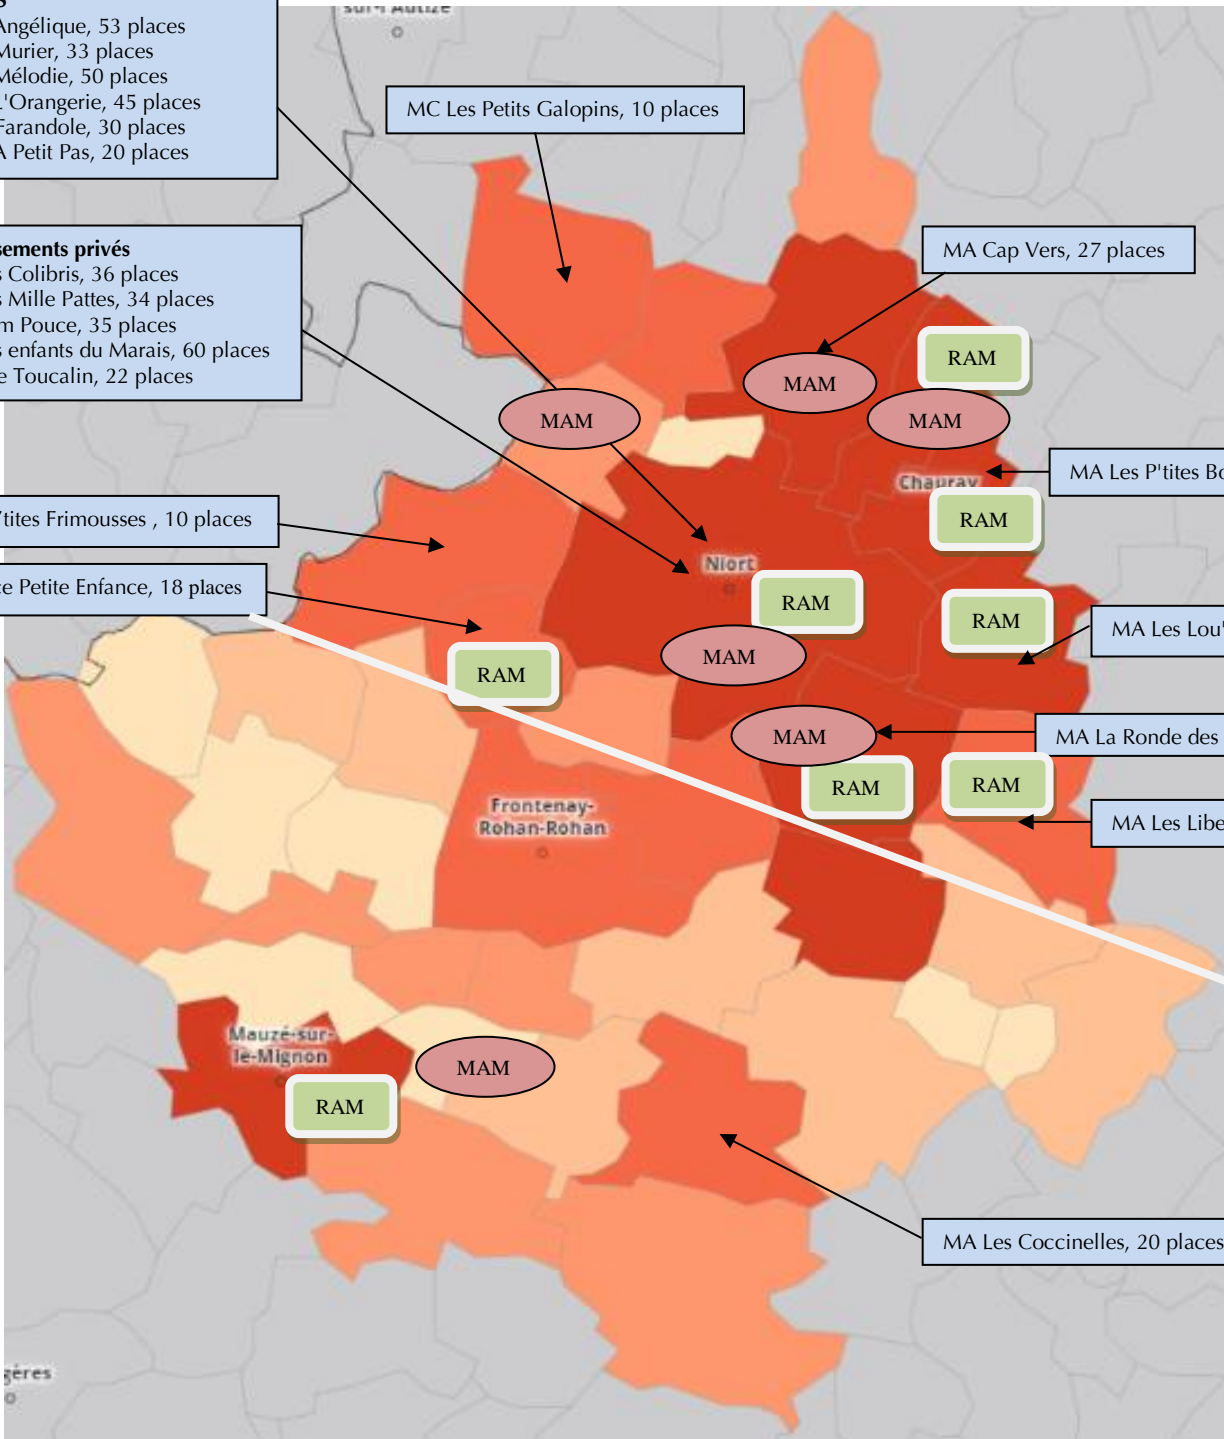 Angélique, 53 places
Murier, 33 places
Mélodie, 50 places
L'Orangerie, 45 places
Farandole, 30 places
A Petit Pas, 20 places
sur-l'Autize
MC Les Petits Galopins, 10 places
sements privés
s Colibris, 36 places
s Mille Pattes, 34 places
m Pouce, 35 places
s enfants du Marais, 60 places
e Toucalin, 22 places
MA Cap Vers, 27 places
RAM
MAM
MAM
MAM
Chauray
MA Les P'tites Bo
RAM
'tites Frimousses , 10 places
Niort
ce Petite Enfance, 18 places
RAM
RAM
MA Les Lou'
MAM
RAM
MAM
MA La Ronde des
RAM
RAM
Frontenay-
Rohan-Rohan
MA Les Libe
Mauzé-sur-
le-Mignon
MAM
RAM
MA Les Coccinelles, 20 places
gères